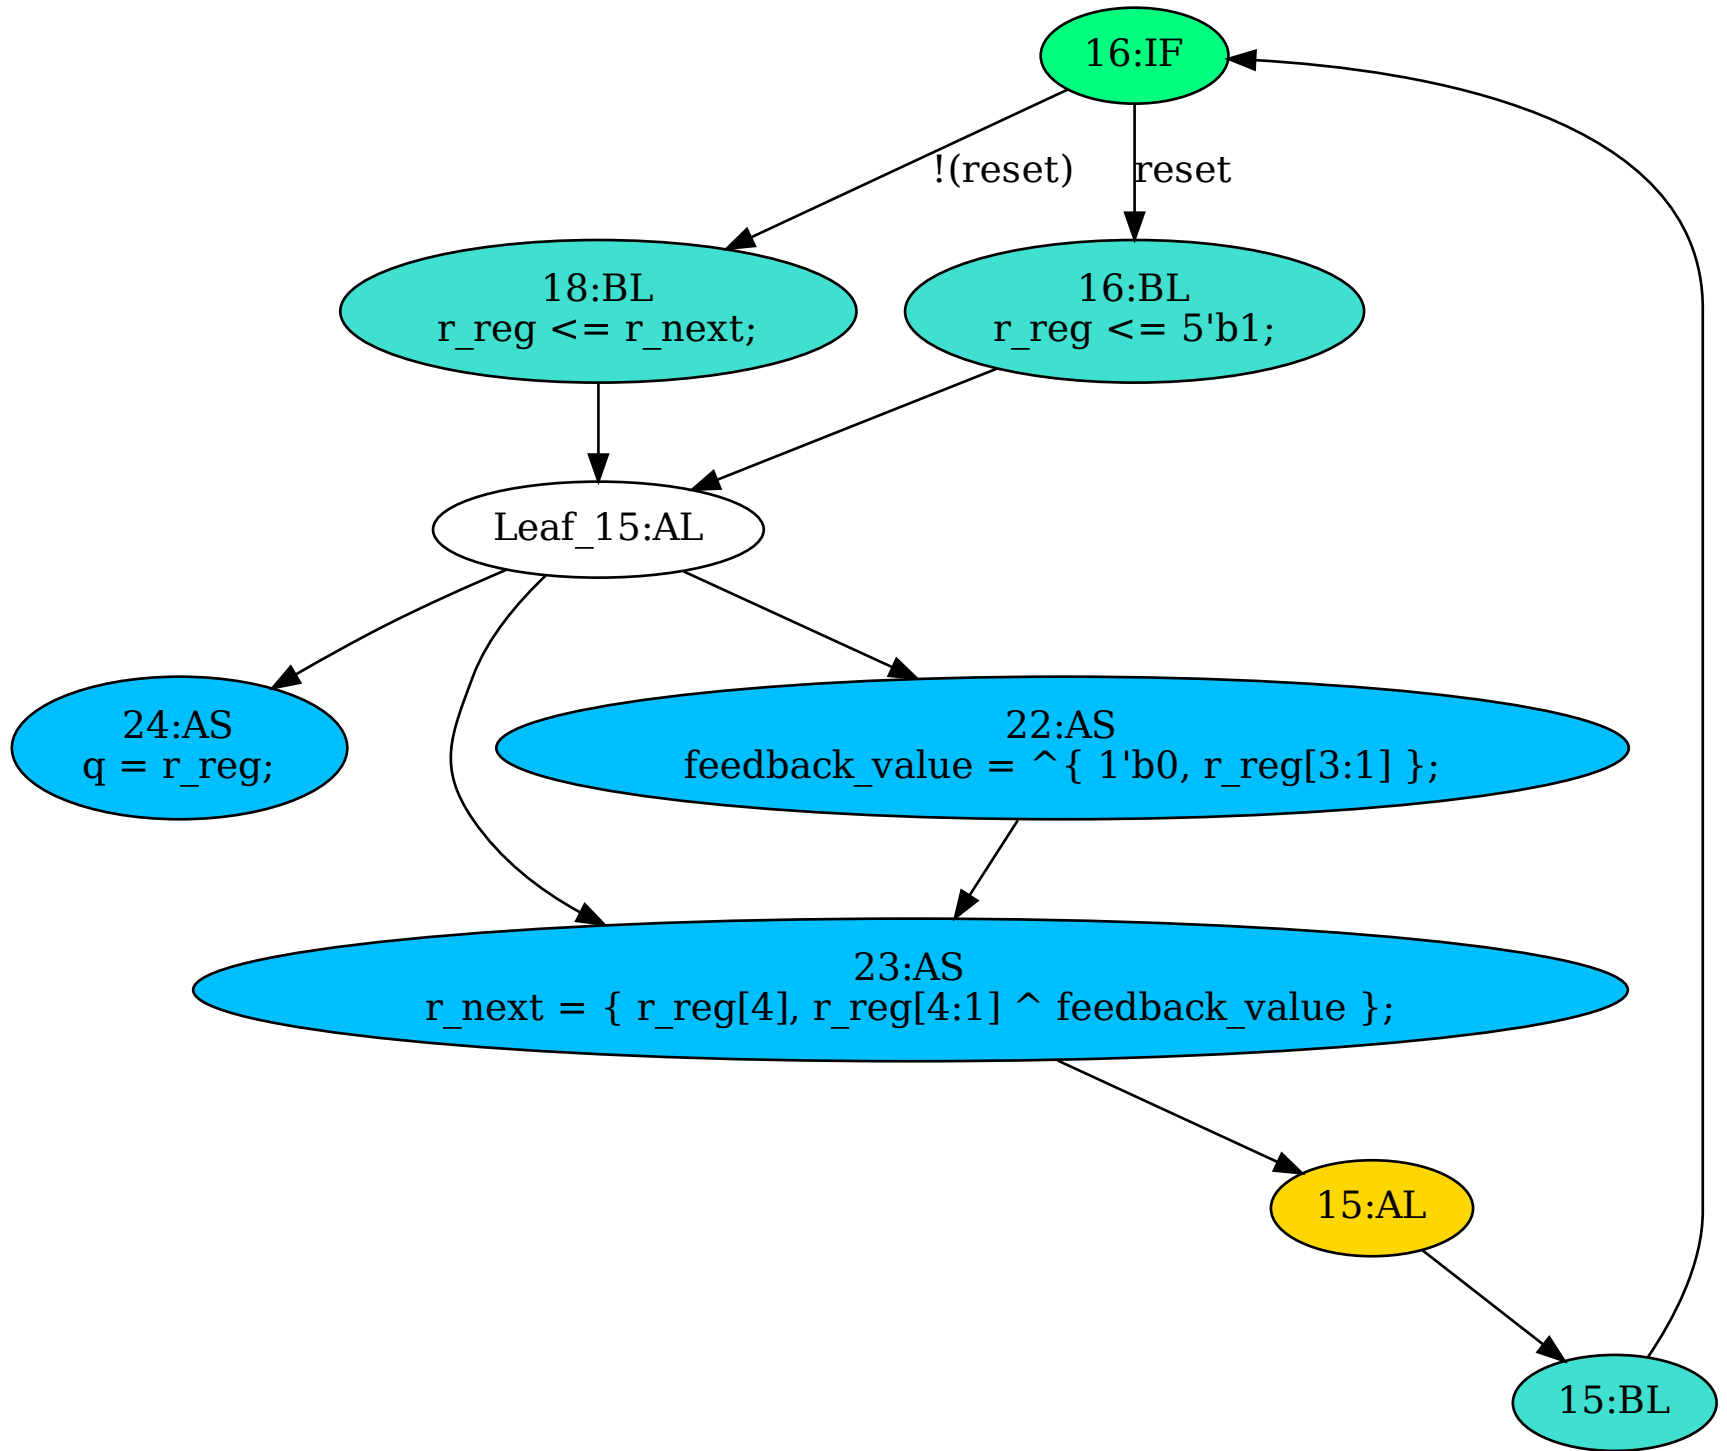 16:IF
!(reset)
reset
18:BL
r_reg <= r_next;
16:BL
r_reg <= 5'b1;
Leaf_15:AL
24:AS
q = r_reg;
22:AS
feedback_value = ^{ 1'b0, r_reg[3:1] };
23:AS
r_next = { r_reg[4], r_reg[4:1] ^ feedback_value };
15:AL
15:BL